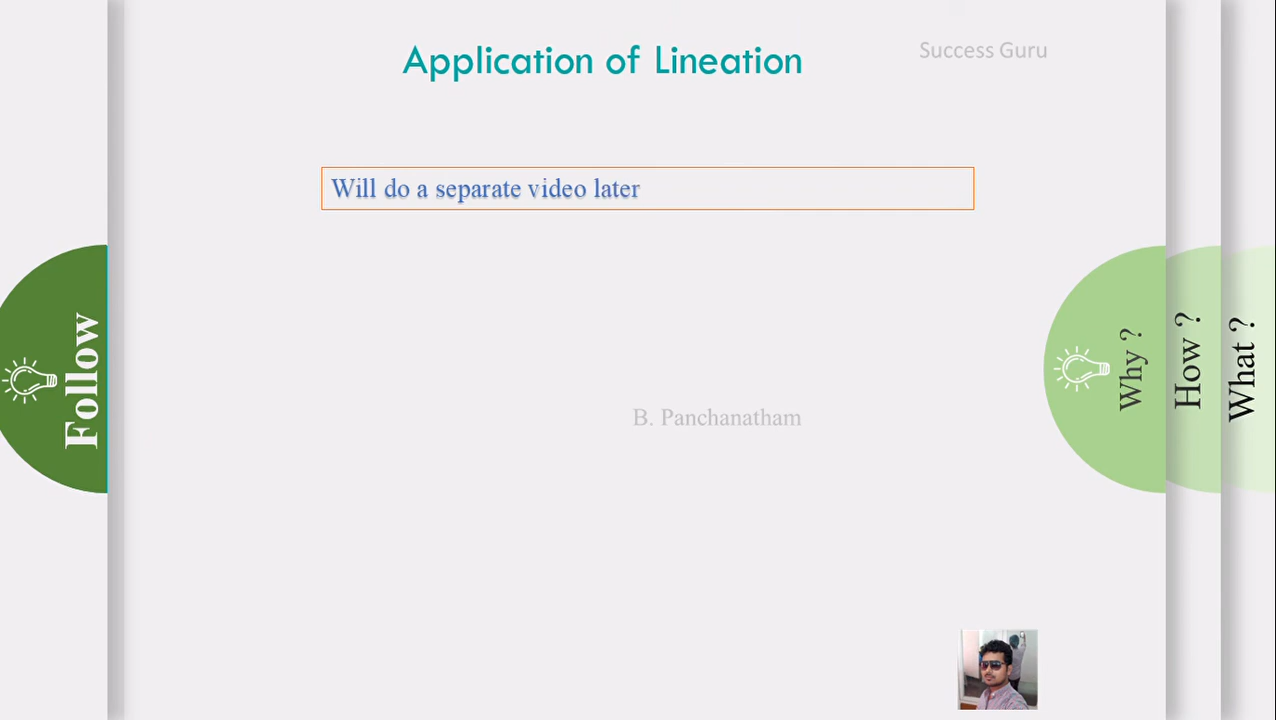 Application of Lineation
Success Guru
Will do a separate video later
Follow
Why ?
How ?
What ?
B. Panchanatham